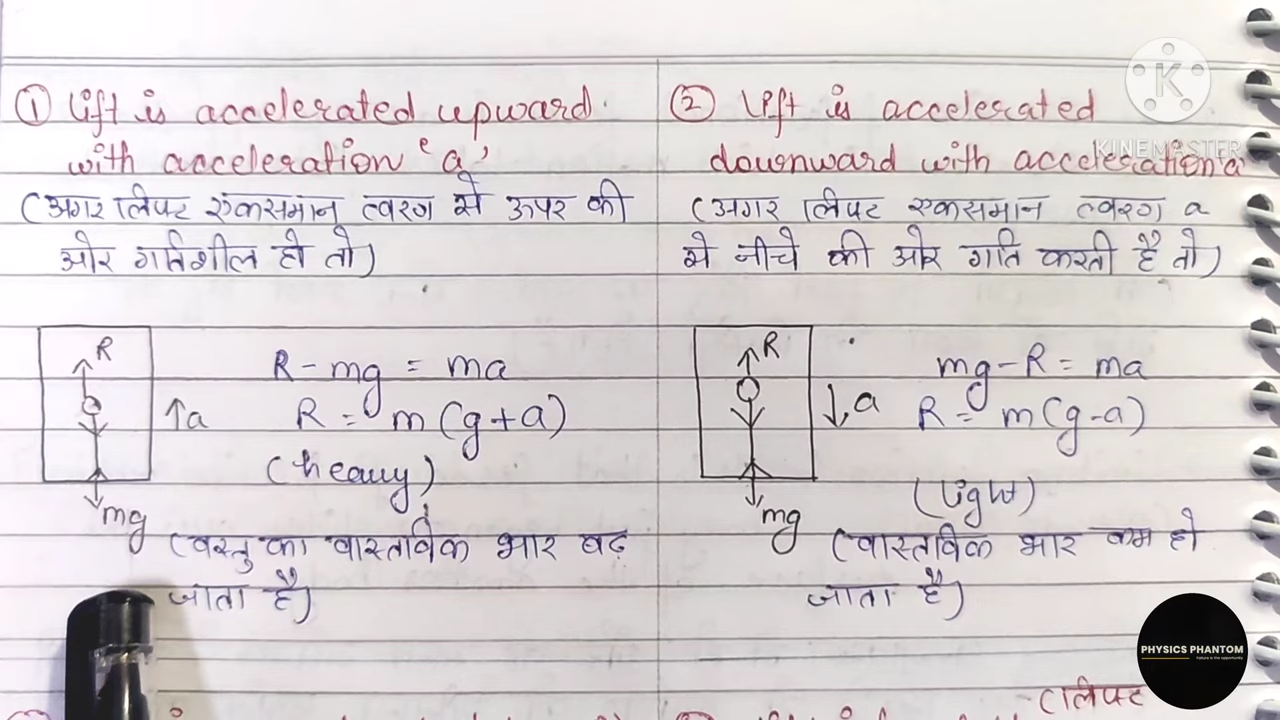 ① lift is accelerated upward
with acceleration 'a'
(अगर लिफ्ट एकसमान त्वरण से ऊपर की
ओर गतिशील हो तो)
R
↑a
mg
R - mg = ma
R = m(g+a)
(heavy)
(वस्तु का वास्तविक भार बढ़
जाता है)
② lift is accelerated
downward with acceleration 'a'
(अगर लिफ्ट एकसमान त्वरण a
से नीचे की ओर गति करती है तो)
R
↓a
mg
mg - R = ma
R = m(g-a)
(light)
(वास्तविक भार कम हो
जाता है)
(लिफ्ट
K
KINEMASTER
PHYSICS PHANTOM